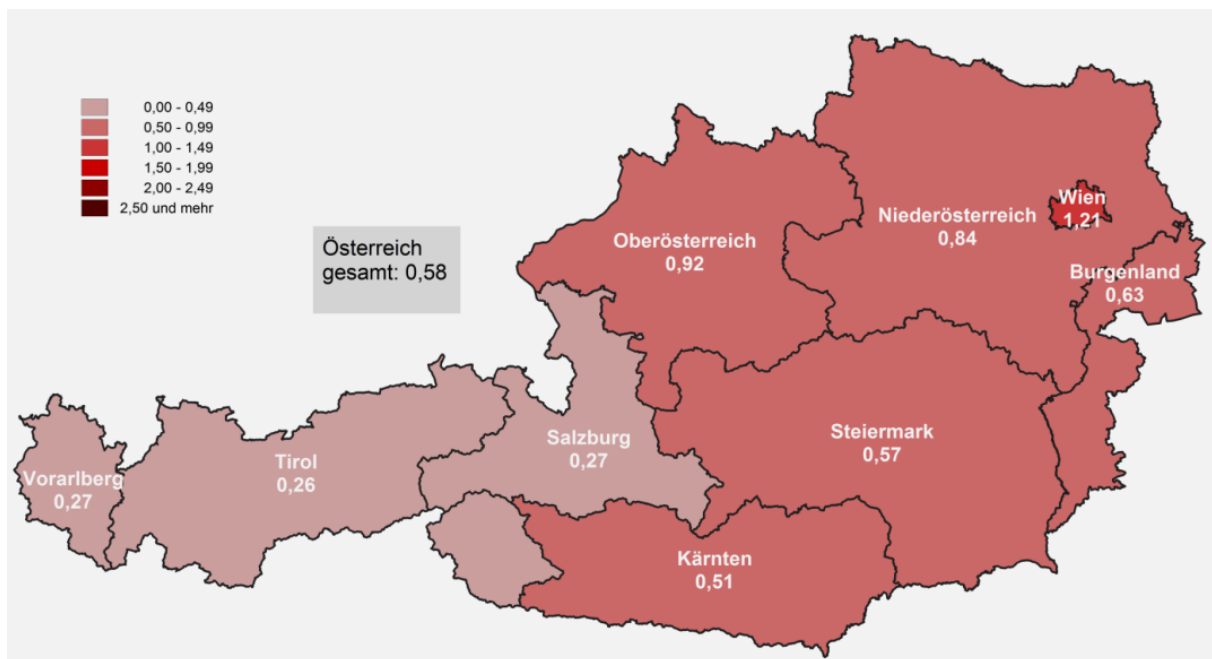 0,00 - 0,49
0,50 - 0,99
1,00 - 1,49
1,50 - 1,99
2,00 - 2,49
2,50 und mehr
Österreich
gesamt: 0,58
Oberösterreich
0,92
Niederösterreich
0,84
Wien
1,21
Burgenland
0,63
Vorarlberg
0,27
Tirol
0,26
Salzburg
0,27
Steiermark
0,57
Kärnten
0,51